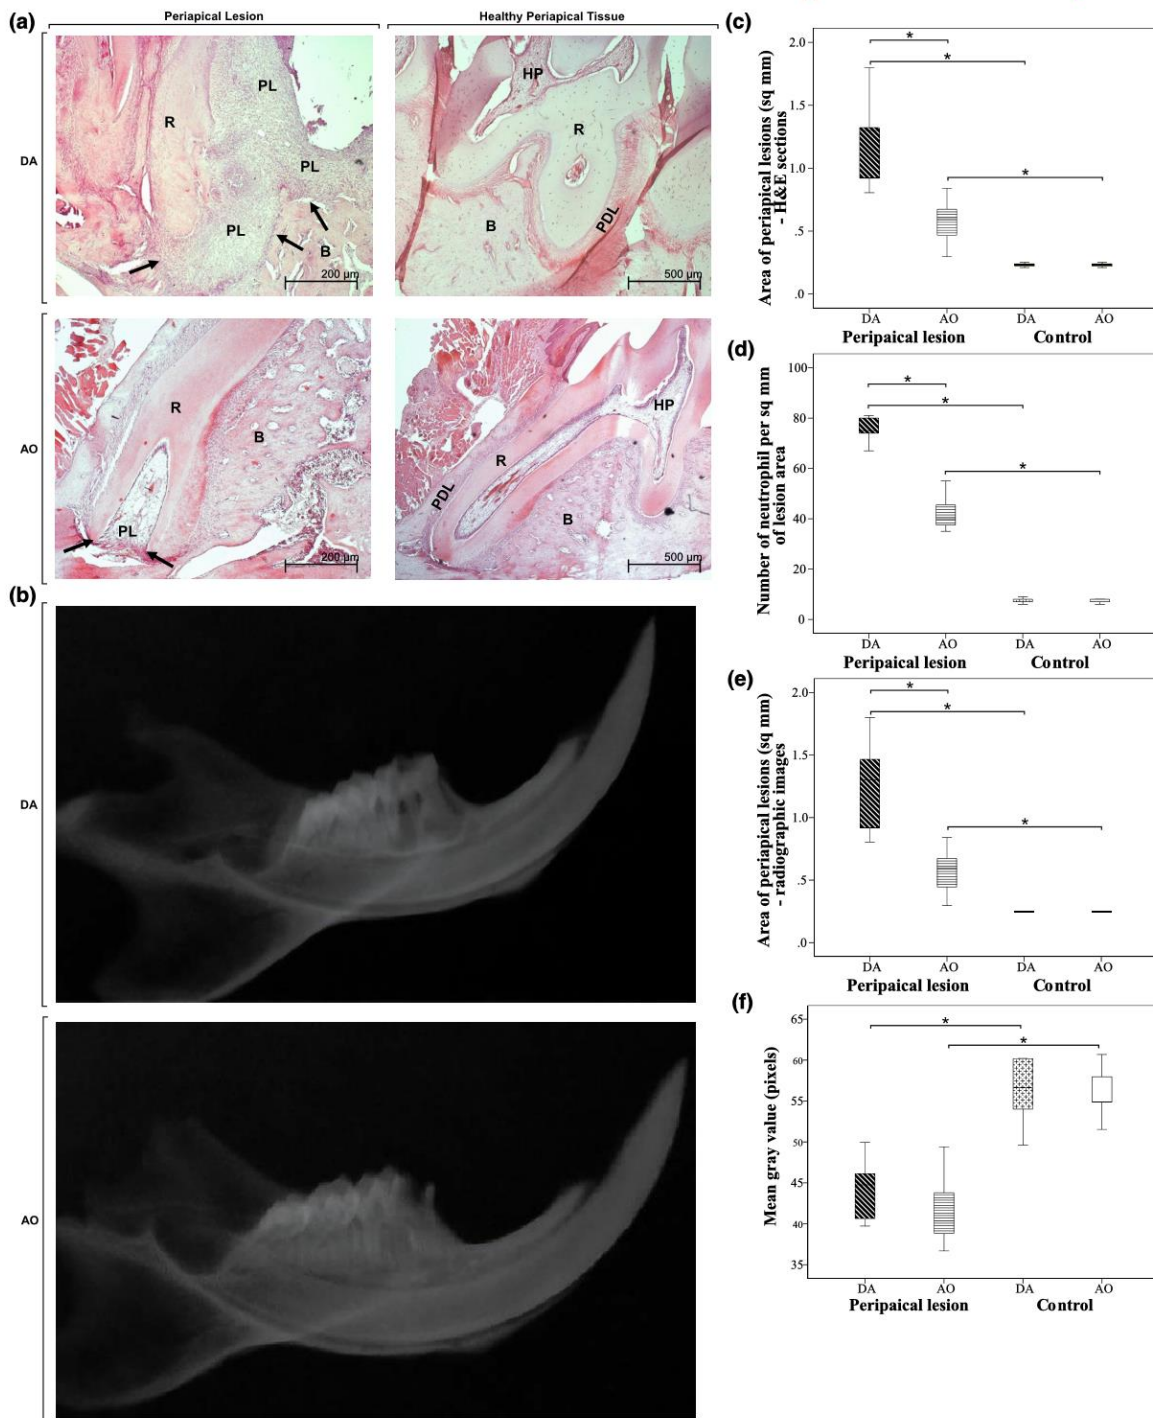 (a)
Periapical Lesion
Healthy Periapical Tissue
DA
R
PL
PL
PL
B
200 µm
HP
R
B
PDL
500 µm
AO
R
B
PL
200 µm
HP
R
PDL
B
500 µm
(b)
DA
AO
(c)
Area of periapical lesions (sq mm)
- H&E sections
2.0
1.5
1.0
.5
.0
*
*
*
DA AO DA AO
Peripaical lesion Control
(d)
Number of neutrophil per sq mm
of lesion area
100
80
60
40
20
0
*
*
*
DA AO DA AO
Peripaical lesion Control
(e)
Area of periapical lesions (sq mm)
- radiographic images
2.0
1.5
1.0
.5
.0
*
*
*
DA AO DA AO
Peripaical lesion Control
(f)
Mean gray value (pixels)
65
60
55
50
45
40
35
*
*
DA AO DA AO
Peripaical lesion Control